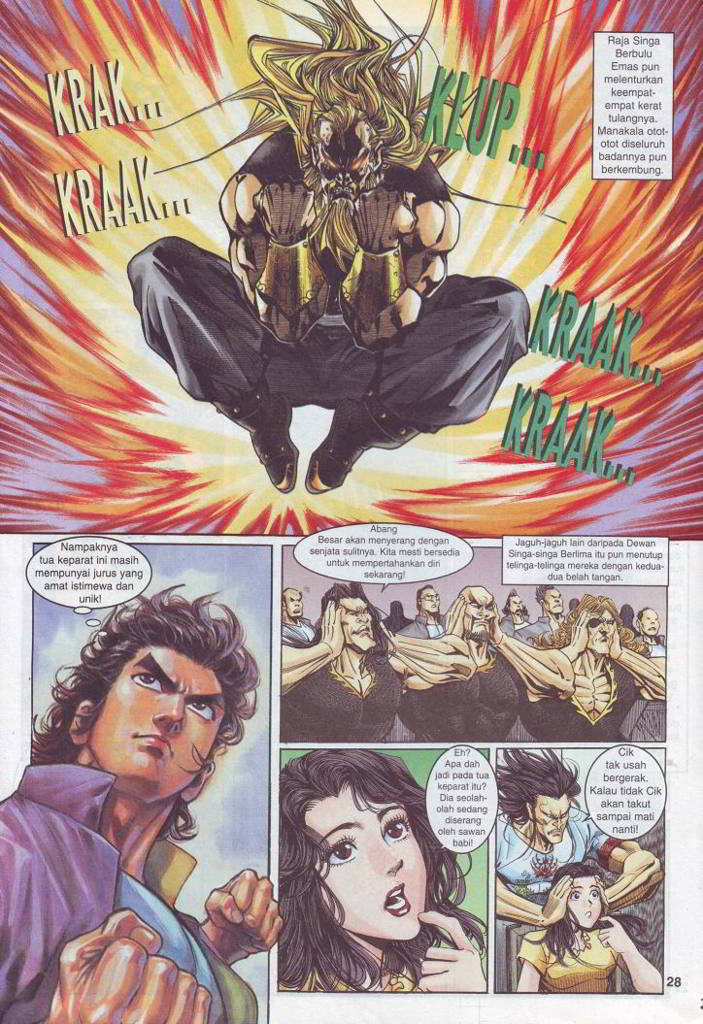 KRAK...
KRAAK...
KLUP...
Raja Singa
Berbulu
Emas pun
melenturkan
keempat-
empat kerat
tulangnya.
Manakala otot-
otot diseluruh
badannya pun
berkembung.
KRAAK...
KRAAK...
Nampaknya
tua keparat ini masih
mempunyai jurus yang
amat istimewa dan
unik!
Abang
Besar akan menyerang dengan
senjata sulitnya. Kita mesti bersedia
untuk mempertahankan diri
sekarang!
Jaguh-jaguh lain daripada Dewan
Singa-singa Berlima itu pun menutup
telinga-telinga mereka dengan kedua-
dua belah tangan.
Eh?
Apa dah
jadi pada tua
keparat itu?
Dia seolah-
olah sedang
diserang
oleh sawan
babi!
Cik
tak usah
bergerak.
Kalau tidak Cik
akan takut
sampai mati
nanti!
28